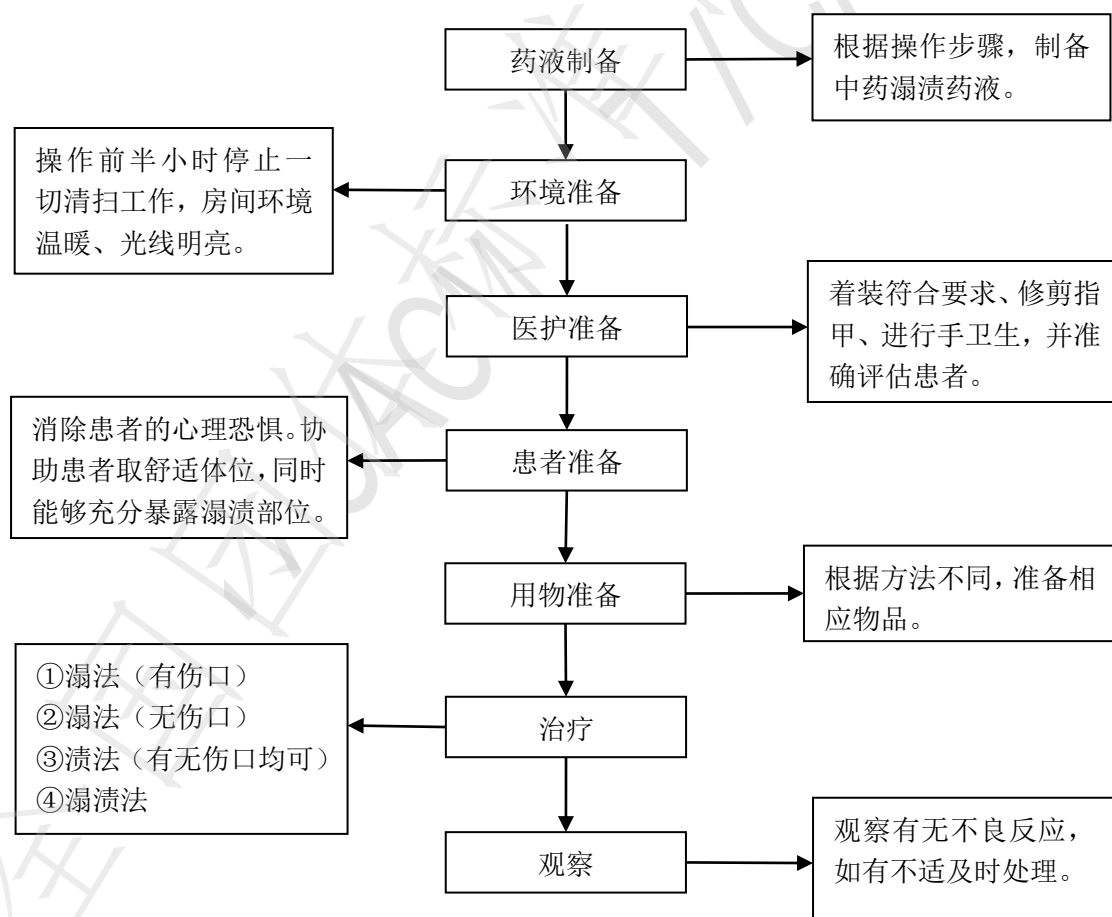 药液制备
根据操作步骤，制备
中药溻渍药液。
操作前半小时停止一
切清扫工作，房间环境
温暖、光线明亮。
环境准备
医护准备
着装符合要求、修剪指
甲、进行手卫生，并准
确评估患者。
消除患者的心理恐惧。协
助患者取舒适体位，同时
能够充分暴露溻渍部位。
患者准备
用物准备
根据方法不同，准备相
应物品。
①溻法（有伤口）
②溻法（无伤口）
③渍法（有无伤口均可）
④溻渍法
治疗
观察
观察有无不良反应，
如有不适及时处理。